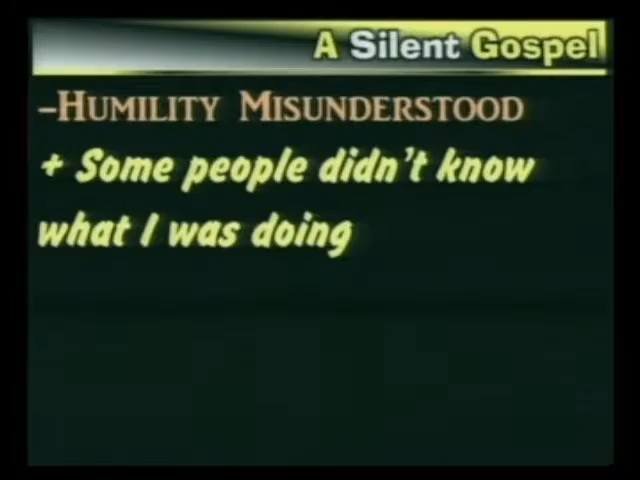 A Silent Gospel
-Humility Misunderstood
+ Some people didn't know
what I was doing